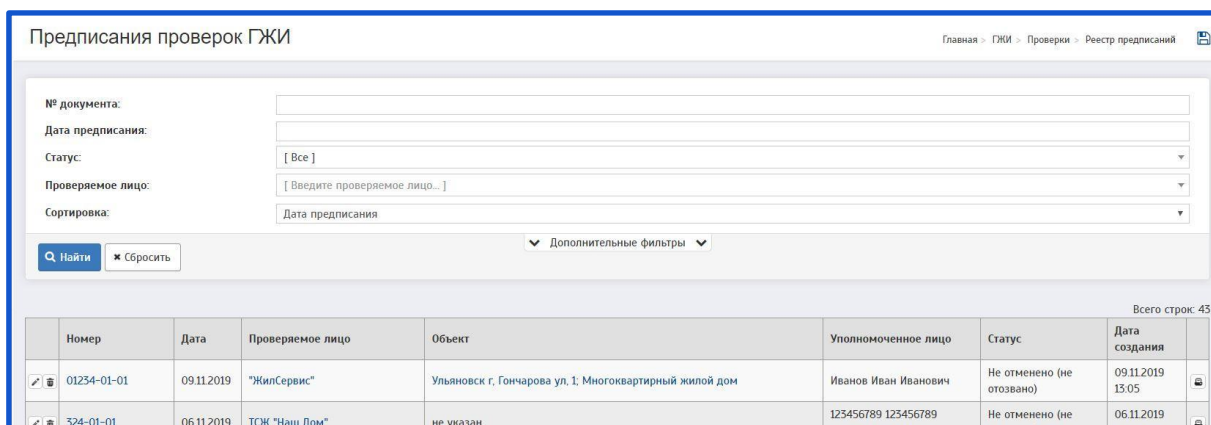 Предписания проверок ГЖИ
Главная > ГЖИ > Проверки > Реестр предписаний
№ документа:
Дата предписания:
Статус: [ Все ]
Проверяемое лицо: [ Введите проверяемое лицо... ]
Сортировка: Дата предписания
Дополнительные фильтры
Найти Сбросить
Всего строк: 43
Номер Дата Проверяемое лицо Объект Уполномоченное лицо Статус Дата создания
01234-01-01 09.11.2019 "ЖилСервис" Ульяновск г, Гончарова ул, 1; Многоквартирный жилой дом Иванов Иван Иванович Не отменено (не отозвано) 09.11.2019 13:05
324-01-01 06.11.2019 ТСЖ "Наш Дом" не указан 123456789 123456789 Не отменено (не 06.11.2019